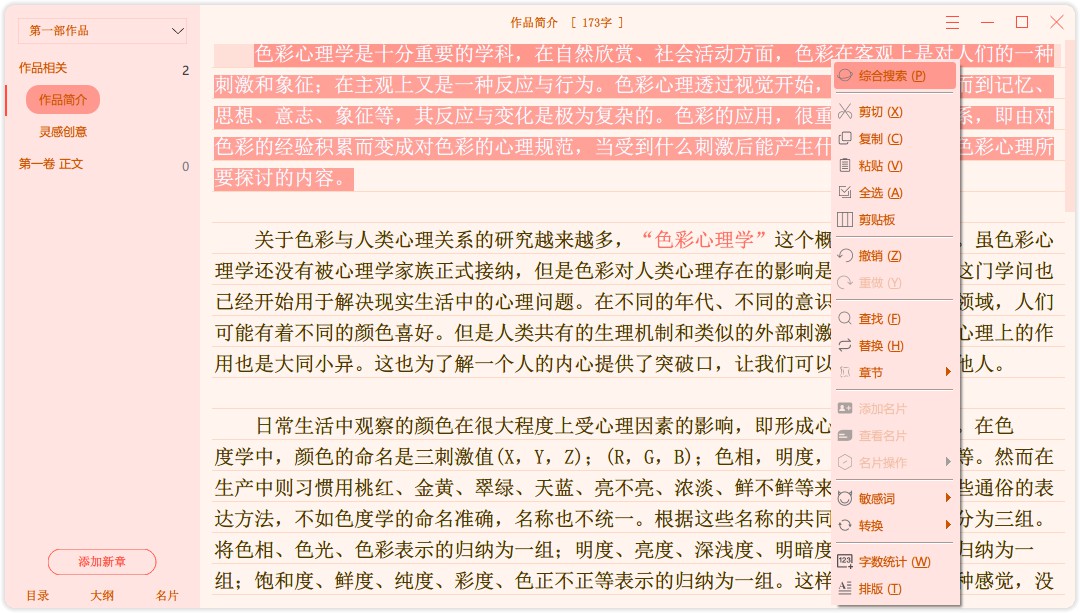 第一部作品
作品简介 [ 173字 ]
作品相关 2
作品简介
灵感创意
第一卷 正文 0
添加新章
目录 大纲 名片
色彩心理学是十分重要的学科，在自然欣赏、社会活动方面，色彩在客观上是对人们的一种
刺激和象征；在主观上又是一种反应与行为。色彩心理透过视觉开始， 而到记忆、
思想、意志、象征等，其反应与变化是极为复杂的。色彩的应用，很重 系，即由对
色彩的经验积累而变成对色彩的心理规范，当受到什么刺激后能产生什 色彩心理所
要探讨的内容。
关于色彩与人类心理关系的研究越来越多，“色彩心理学”这个概 。虽色彩心
理学还没有被心理学家族正式接纳，但是色彩对人类心理存在的影响是 这门学问也
已经开始用于解决现实生活中的心理问题。在不同的年代、不同的意识 领域，人们
可能有着不同的颜色喜好。但是人类共有的生理机制和类似的外部刺激 心理上的作
用也是大同小异。这也为了解一个人的内心提供了突破口，让我们可以 他人。
日常生活中观察的颜色在很大程度上受心理因素的影响，即形成心 。在色
度学中，颜色的命名是三刺激值(X，Y，Z)；(R，G，B)；色相，明度， 等。然而在
生产中则习惯用桃红、金黄、翠绿、天蓝、亮不亮、浓淡、鲜不鲜等来 些通俗的表
达方法，不如色度学的命名准确，名称也不统一。根据这些名称的共同 分为三组。
将色相、色光、色彩表示的归纳为一组；明度、亮度、深浅度、明暗度 归纳为一
组；饱和度、鲜度、纯度、彩度、色正不正等表示的归纳为一组。这样 种感觉，没
综合搜索 (P)
剪切 (X)
复制 (C)
粘贴 (V)
全选 (A)
剪贴板
撤销 (Z)
重做 (Y)
查找 (F)
替换 (H)
章节
添加名片
查看名片
名片操作
敏感词
转换
字数统计 (W)
排版 (T)